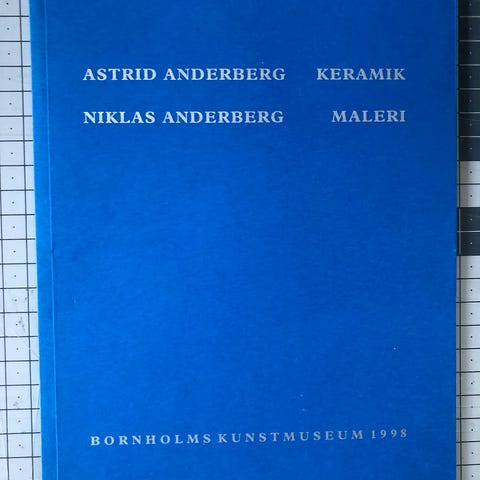 ASTRID ANDERBERG KERAMIK
NIKLAS ANDERBERG MALERI
BORNHOLMS KUNSTMUSEUM 1998